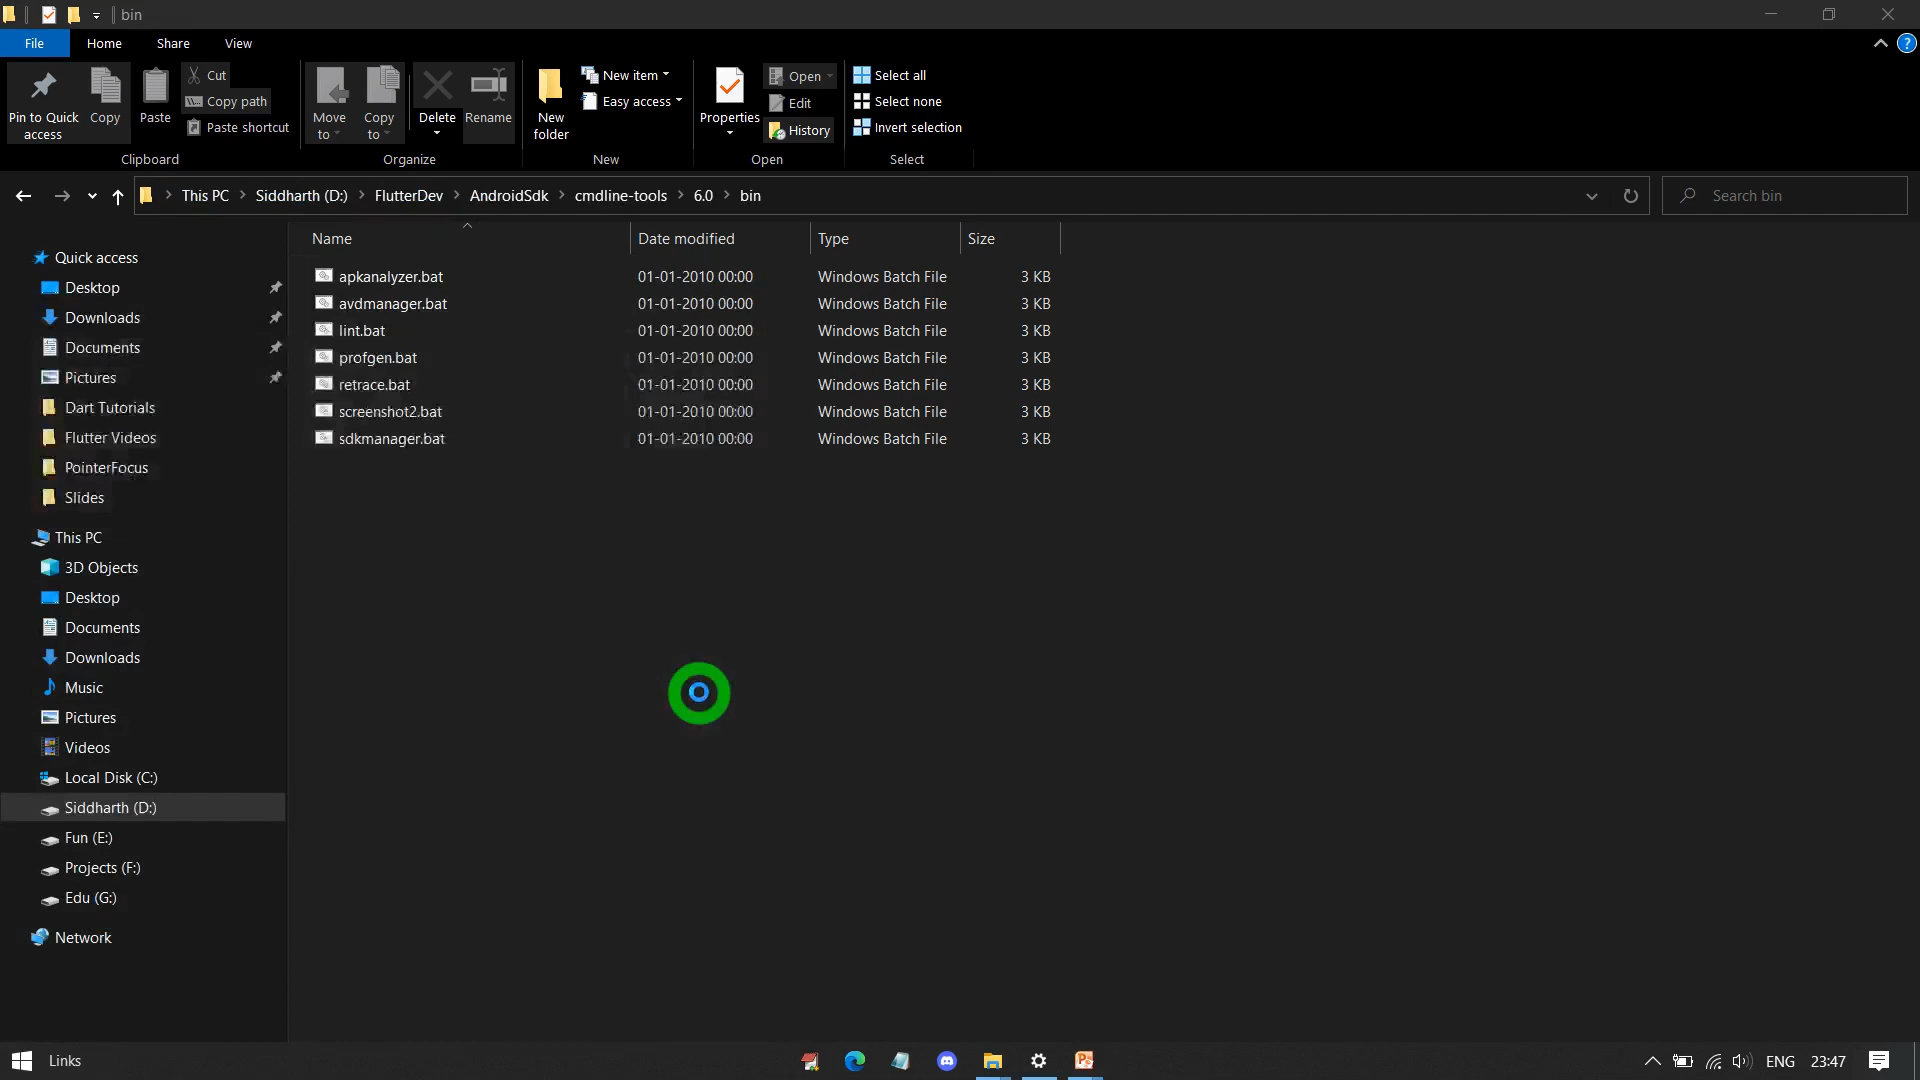 bin
File Home Share View
Pin to Quick access
Copy
Paste
Cut
Copy path
Paste shortcut
Clipboard
Move to
Copy to
Delete
Rename
Organize
New folder
New item
Easy access
New
Properties
Open
Edit
History
Open
Select all
Select none
Invert selection
Select
This PC Siddharth (D:) FlutterDev AndroidSdk cmdline-tools 6.0 bin
Search bin
Name Date modified Type Size
apkanalyzer.bat 01-01-2010 00:00 Windows Batch File 3 KB
avdmanager.bat 01-01-2010 00:00 Windows Batch File 3 KB
lint.bat 01-01-2010 00:00 Windows Batch File 3 KB
profgen.bat 01-01-2010 00:00 Windows Batch File 3 KB
retrace.bat 01-01-2010 00:00 Windows Batch File 3 KB
screenshot2.bat 01-01-2010 00:00 Windows Batch File 3 KB
sdkmanager.bat 01-01-2010 00:00 Windows Batch File 3 KB
Quick access
Desktop
Downloads
Documents
Pictures
Dart Tutorials
Flutter Videos
PointerFocus
Slides
This PC
3D Objects
Desktop
Documents
Downloads
Music
Pictures
Videos
Local Disk (C:)
Siddharth (D:)
Fun (E:)
Projects (F:)
Edu (G:)
Network
Links
ENG 23:47